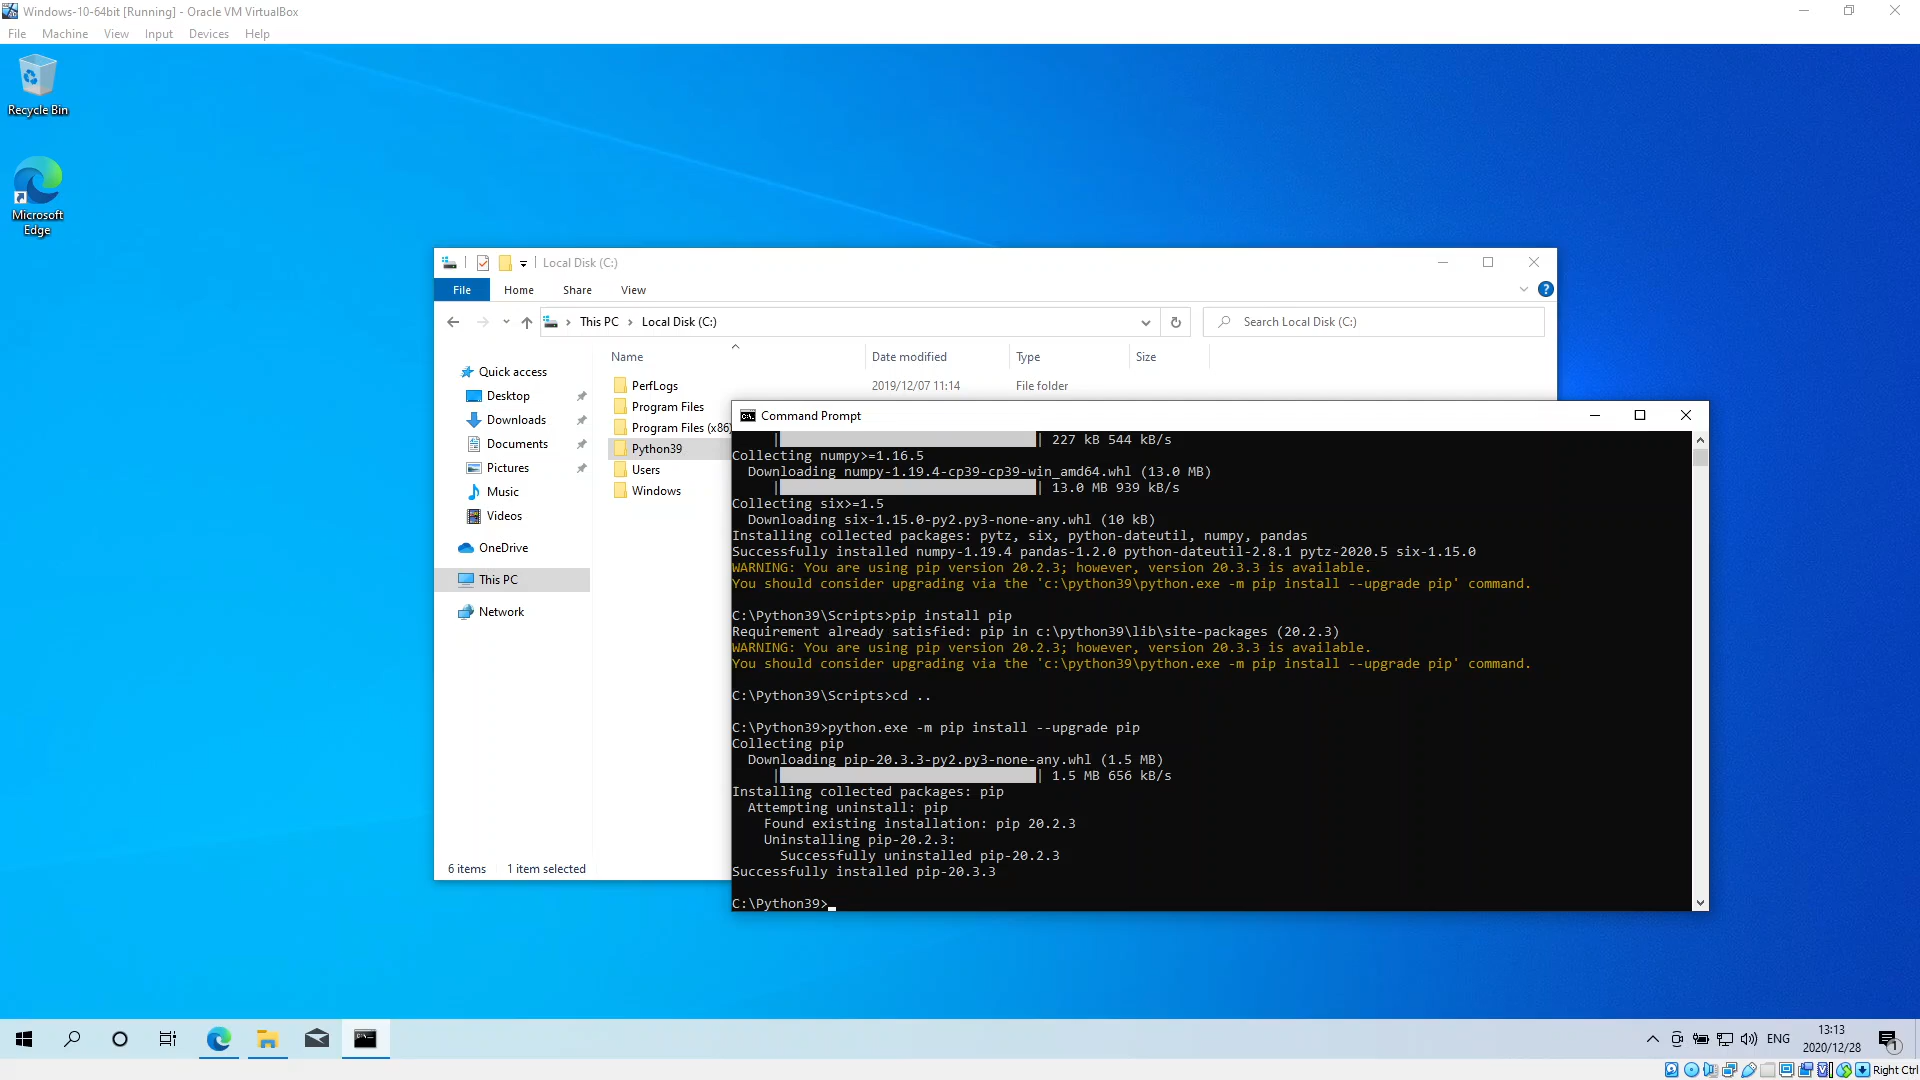 Windows-10-64bit [Running] - Oracle VM VirtualBox
File Machine View Input Devices Help
Recycle Bin
Microsoft
Edge
Local Disk (C:)
File Home Share View
This PC Local Disk (C:)
Search Local Disk (C:)
Name Date modified Type Size
Quick access
Desktop
Downloads
Documents
Pictures
Music
Videos
OneDrive
This PC
Network
PerfLogs 2019/12/07 11:14 File folder
Program Files
Program Files (x86)
Python39
Users
Windows
6 items 1 item selected
Command Prompt
| | 227 kB 544 kB/s
Collecting numpy>=1.16.5
Downloading numpy-1.19.4-cp39-cp39-win_amd64.whl (13.0 MB)
| | 13.0 MB 939 kB/s
Collecting six>=1.5
Downloading six-1.15.0-py2.py3-none-any.whl (10 kB)
Installing collected packages: pytz, six, python-dateutil, numpy, pandas
Successfully installed numpy-1.19.4 pandas-1.2.0 python-dateutil-2.8.1 pytz-2020.5 six-1.15.0
WARNING: You are using pip version 20.2.3; however, version 20.3.3 is available.
You should consider upgrading via the 'c:\python39\python.exe -m pip install --upgrade pip' command.
C:\Python39\Scripts>pip install pip
Requirement already satisfied: pip in c:\python39\lib\site-packages (20.2.3)
WARNING: You are using pip version 20.2.3; however, version 20.3.3 is available.
You should consider upgrading via the 'c:\python39\python.exe -m pip install --upgrade pip' command.
C:\Python39\Scripts>cd ..
C:\Python39>python.exe -m pip install --upgrade pip
Collecting pip
Downloading pip-20.3.3-py2.py3-none-any.whl (1.5 MB)
| | 1.5 MB 656 kB/s
Installing collected packages: pip
Attempting uninstall: pip
Found existing installation: pip 20.2.3
Uninstalling pip-20.2.3:
Successfully uninstalled pip-20.2.3
Successfully installed pip-20.3.3
C:\Python39>
ENG
13:13
2020/12/28
1
Right Ctrl